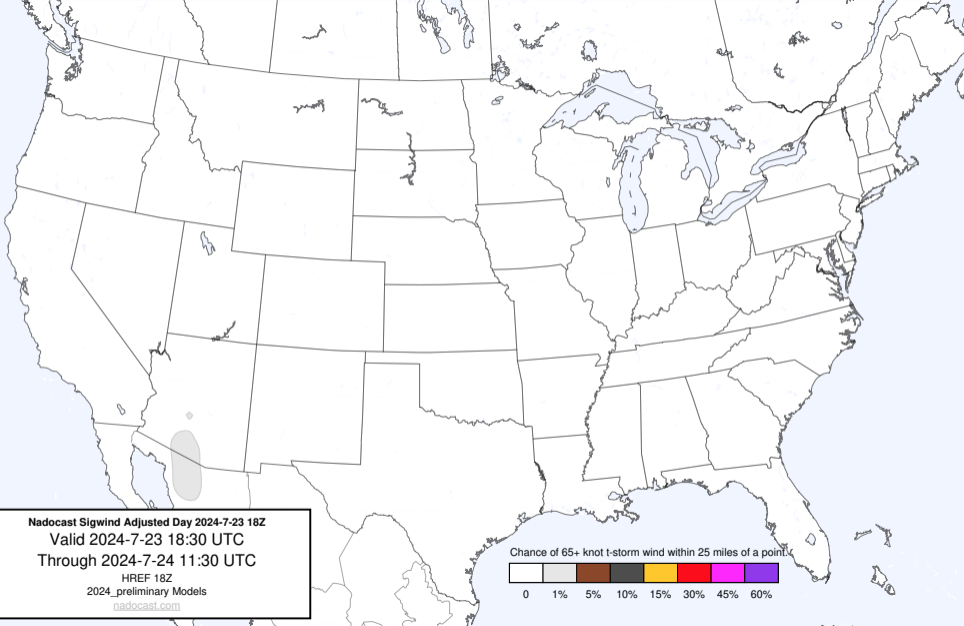 Nadocast Sigwind Adjusted Day 2024-7-23 18Z
Valid 2024-7-23 18:30 UTC
Through 2024-7-24 11:30 UTC
HREF 18Z
2024_preliminary Models
nadocast.com
Chance of 65+ knot t-storm wind within 25 miles of a point.
0 1% 5% 10% 15% 30% 45% 60%